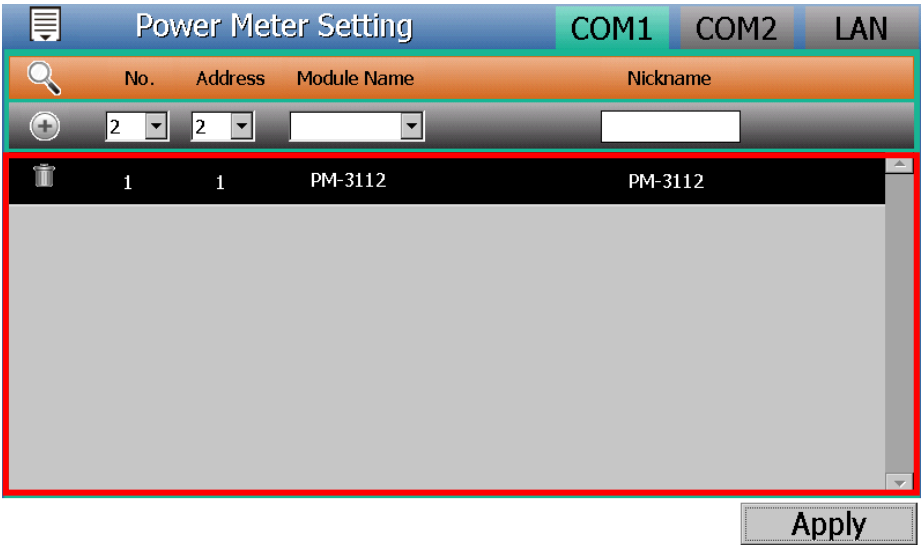 Power Meter Setting COM1 COM2 LAN
No. Address Module Name Nickname
2 2
1 1 PM-3112 PM-3112
Apply